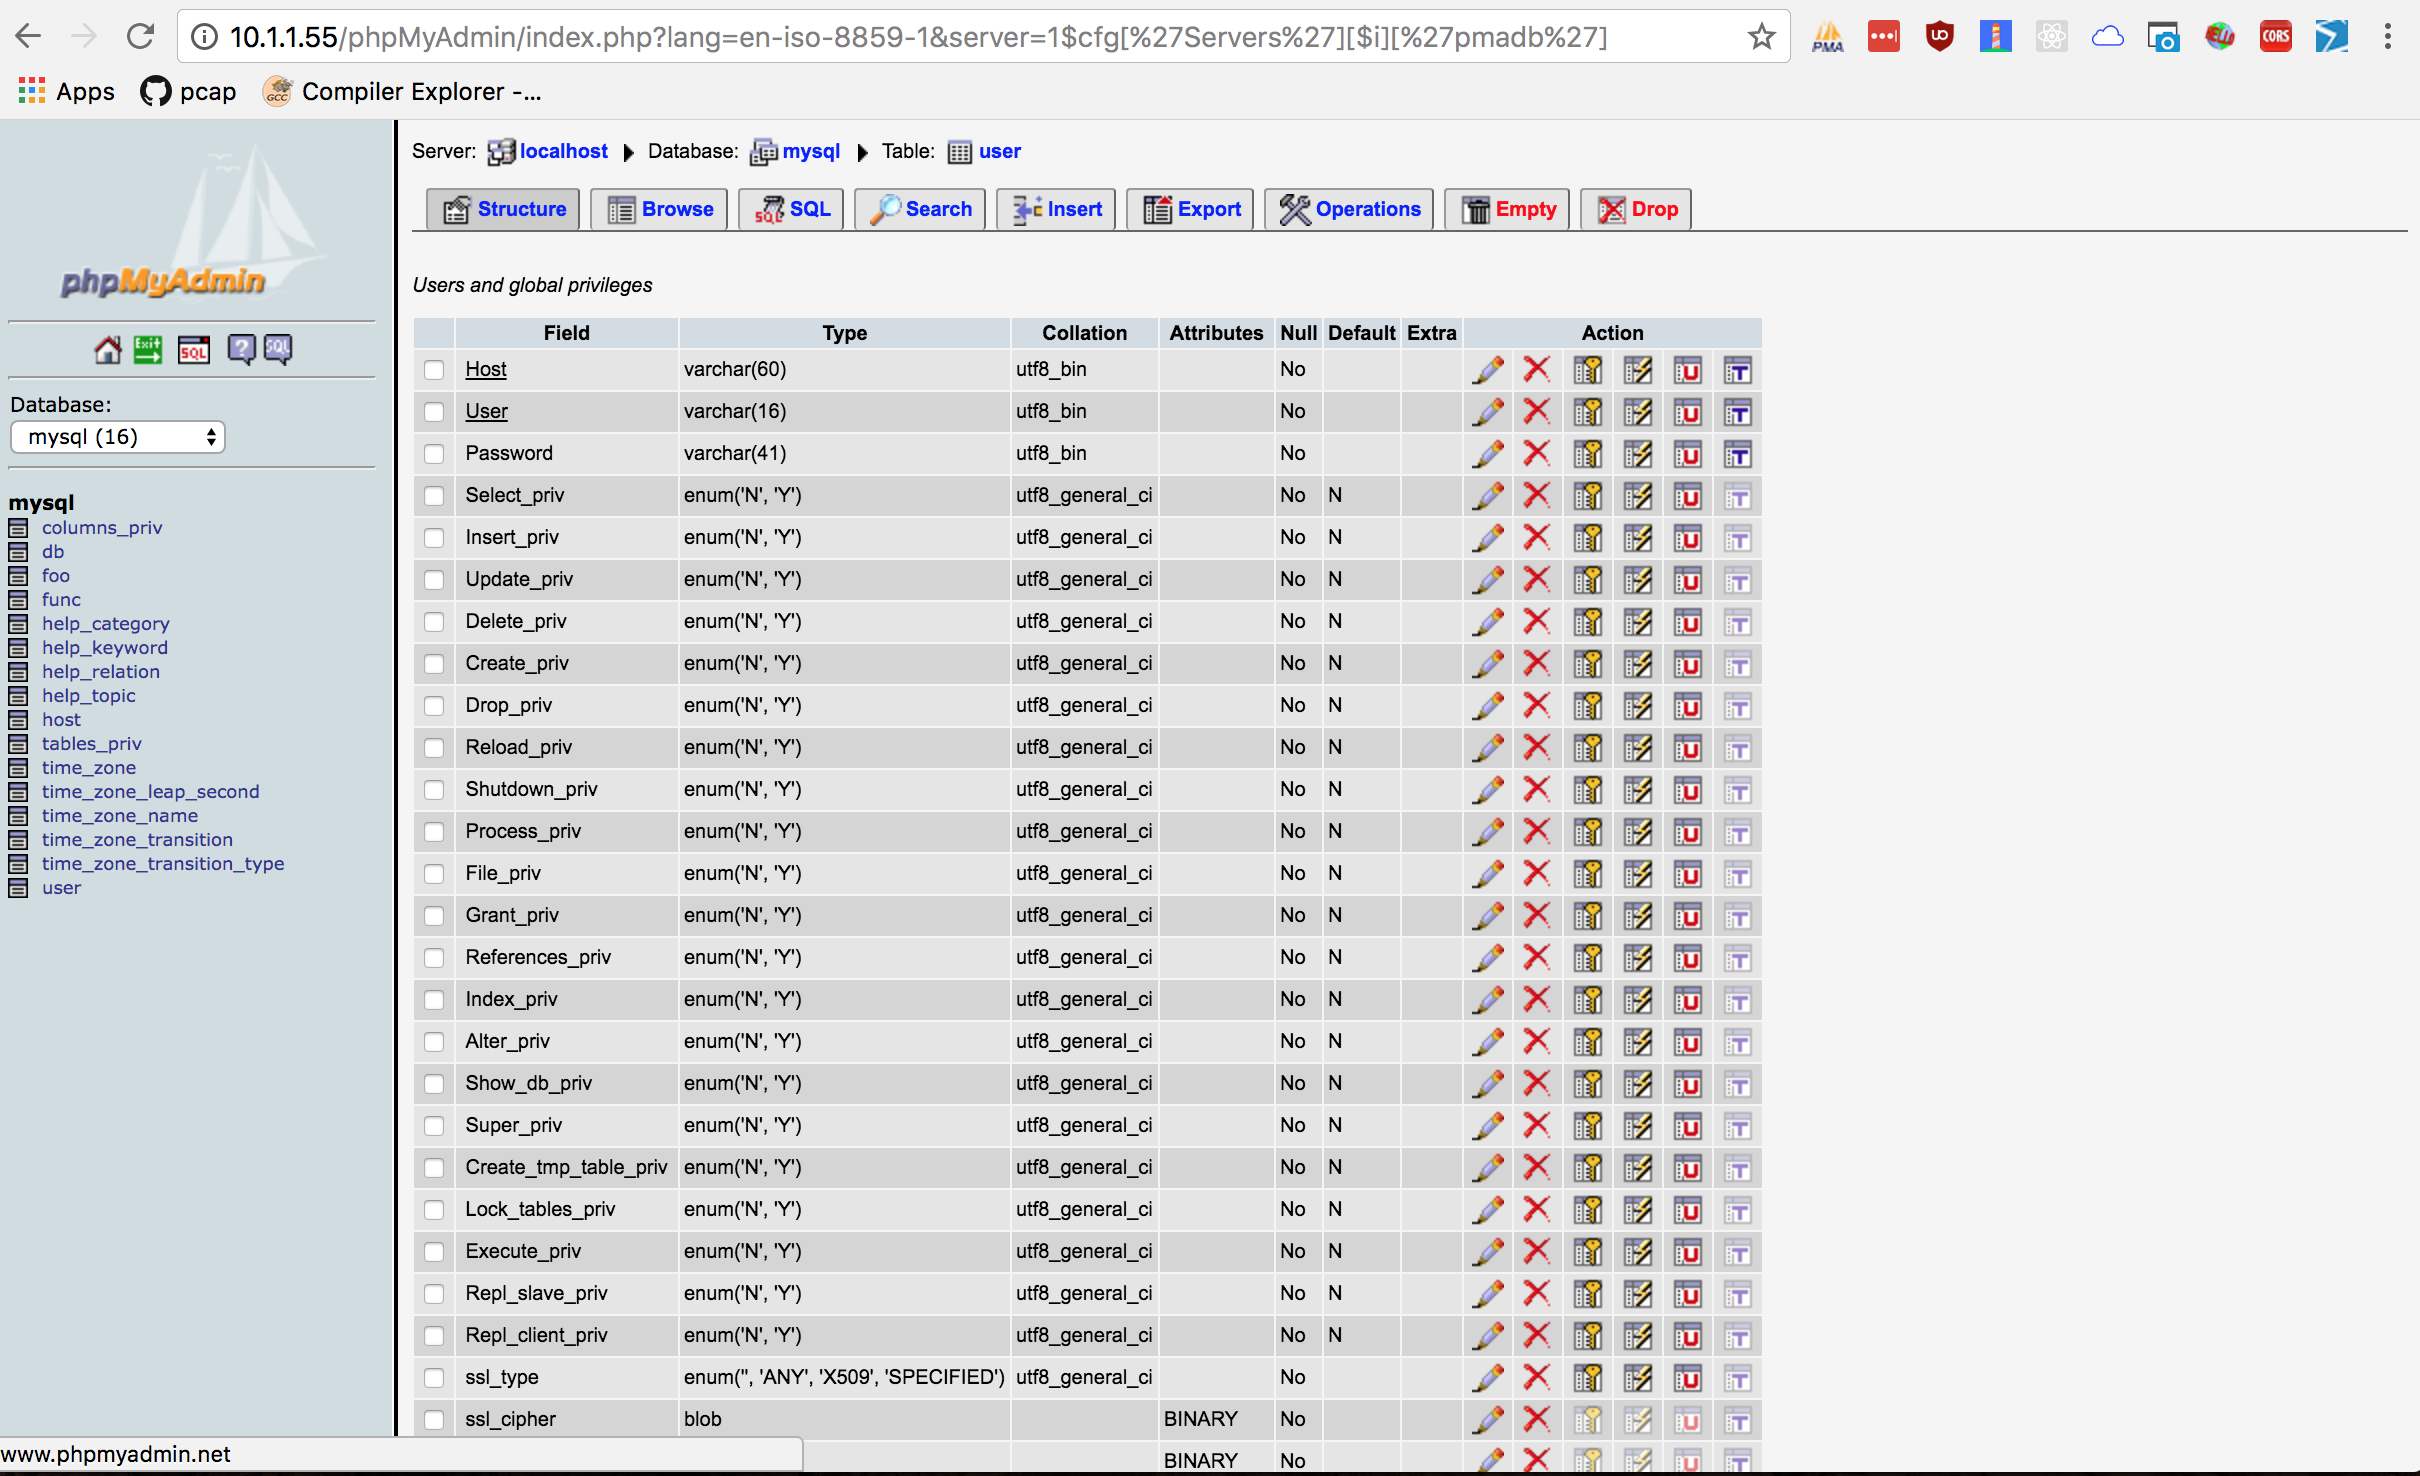 10.1.1.55/phpMyAdmin/index.php?lang=en-iso-8859-1&server=1$cfg[%27Servers%27][$i][%27pmadb%27]
PMA
UD
CORS
Apps pcap GCC Compiler Explorer -...
phpMyAdmin
Exit SQL ? SQL
Database:
mysql (16)
mysql
columns_priv
db
foo
func
help_category
help_keyword
help_relation
help_topic
host
tables_priv
time_zone
time_zone_leap_second
time_zone_name
time_zone_transition
time_zone_transition_type
user
Server: localhost Database: mysql Table: user
Structure Browse SQL Search Insert Export Operations Empty Drop
Users and global privileges
Field Type Collation Attributes Null Default Extra Action
Host varchar(60) utf8_bin No
User varchar(16) utf8_bin No
Password varchar(41) utf8_bin No
Select_priv enum('N', 'Y') utf8_general_ci No N
Insert_priv enum('N', 'Y') utf8_general_ci No N
Update_priv enum('N', 'Y') utf8_general_ci No N
Delete_priv enum('N', 'Y') utf8_general_ci No N
Create_priv enum('N', 'Y') utf8_general_ci No N
Drop_priv enum('N', 'Y') utf8_general_ci No N
Reload_priv enum('N', 'Y') utf8_general_ci No N
Shutdown_priv enum('N', 'Y') utf8_general_ci No N
Process_priv enum('N', 'Y') utf8_general_ci No N
File_priv enum('N', 'Y') utf8_general_ci No N
Grant_priv enum('N', 'Y') utf8_general_ci No N
References_priv enum('N', 'Y') utf8_general_ci No N
Index_priv enum('N', 'Y') utf8_general_ci No N
Alter_priv enum('N', 'Y') utf8_general_ci No N
Show_db_priv enum('N', 'Y') utf8_general_ci No N
Super_priv enum('N', 'Y') utf8_general_ci No N
Create_tmp_table_priv enum('N', 'Y') utf8_general_ci No N
Lock_tables_priv enum('N', 'Y') utf8_general_ci No N
Execute_priv enum('N', 'Y') utf8_general_ci No N
Repl_slave_priv enum('N', 'Y') utf8_general_ci No N
Repl_client_priv enum('N', 'Y') utf8_general_ci No N
ssl_type enum('', 'ANY', 'X509', 'SPECIFIED') utf8_general_ci No
ssl_cipher blob BINARY No
BINARY No
www.phpmyadmin.net